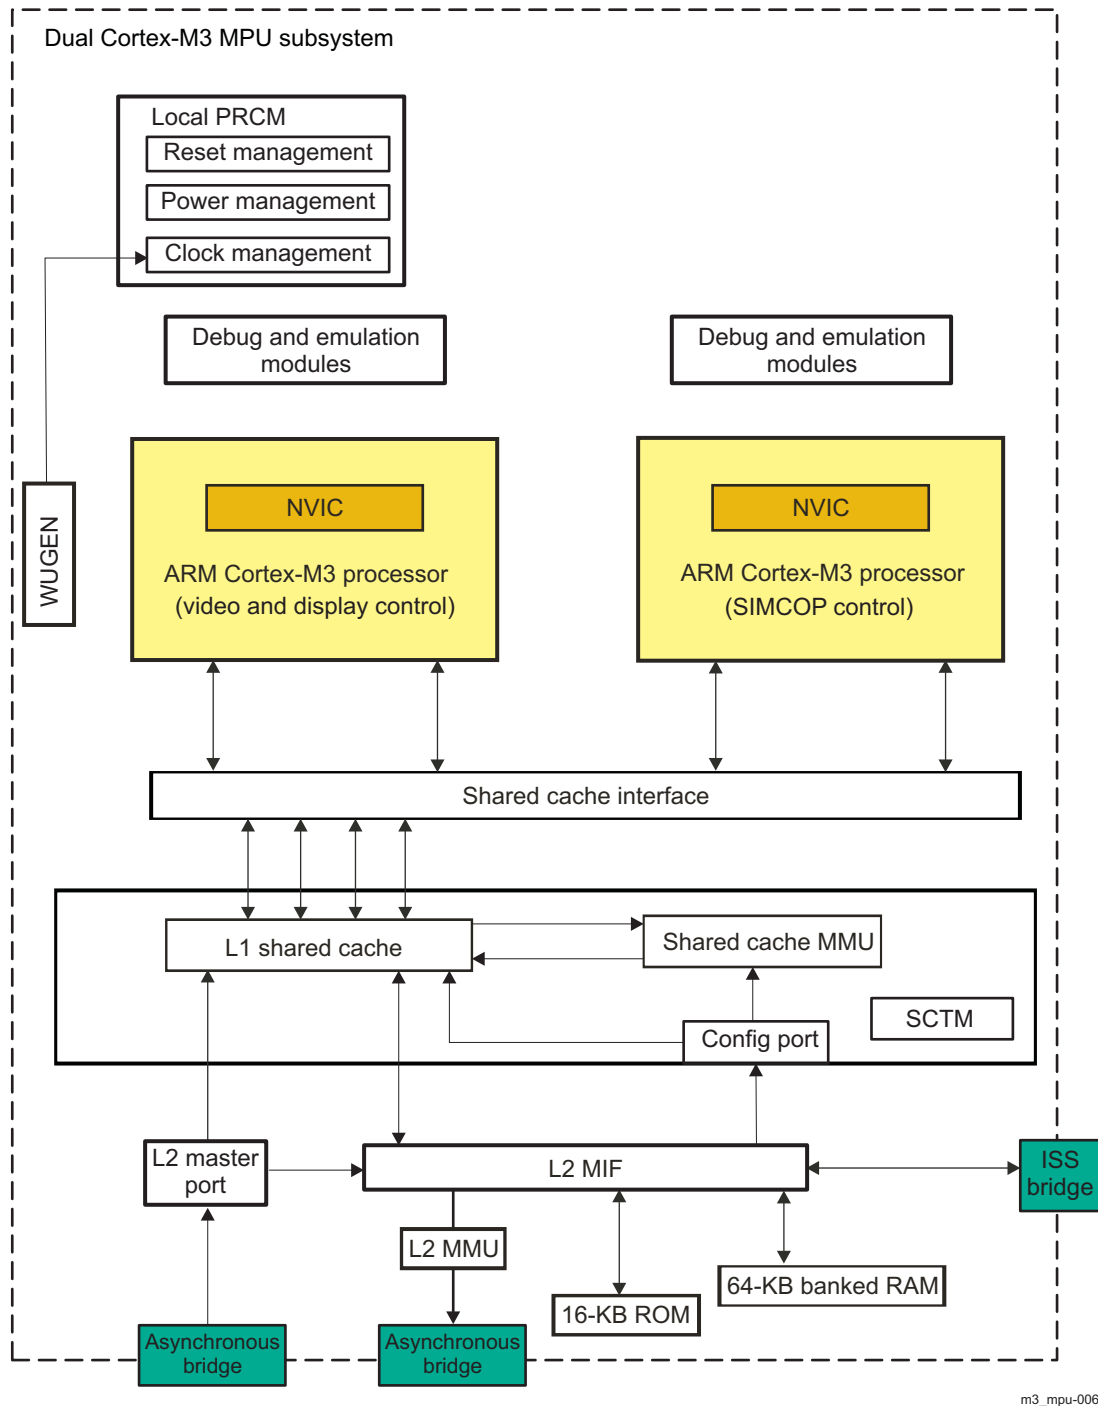 Dual Cortex-M3 MPU subsystem
Local PRCM
Reset management
Power management
Clock management
Debug and emulation
modules
Debug and emulation
modules
WUGEN
NVIC
ARM Cortex-M3 processor
(video and display control)
NVIC
ARM Cortex-M3 processor
(SIMCOP control)
Shared cache interface
L1 shared cache
Shared cache MMU
SCTM
Config port
L2 master
port
L2 MIF
ISS
bridge
L2 MMU
16-KB ROM
64-KB banked RAM
Asynchronous
bridge
Asynchronous
bridge
m3_mpu-006